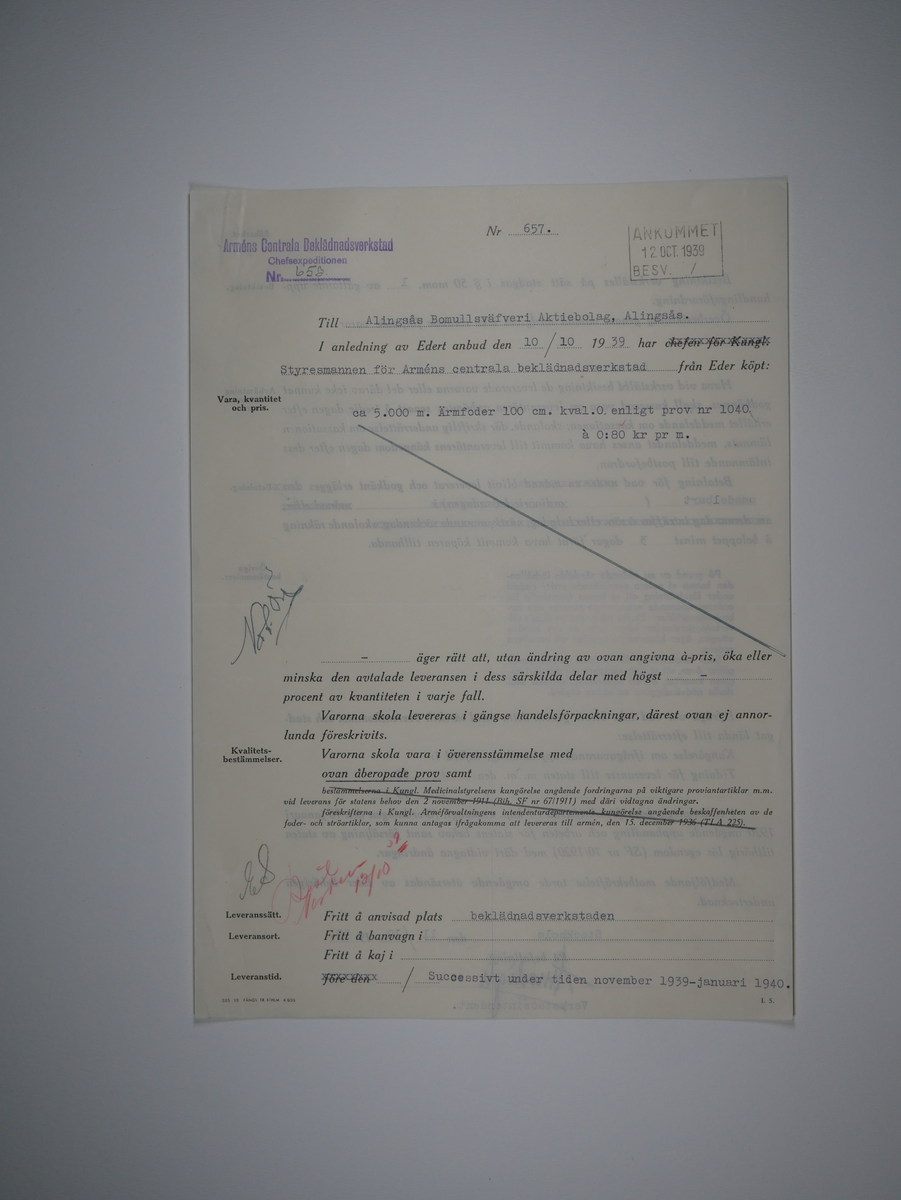 Nr 657.
Arméns Centrala Beklädnadsverkstad
Chefsexpeditionen
Nr. 653
ANKOMMET
12 OCT. 1939
BESV. /
Till Alingsås Bomullsväfveri Aktiebolag, Alingsås.
I anledning av Edert anbud den 10/10 1939 har chefen för Kungl.
Styresmannen för Arméns centrala beklädnadsverkstad från Eder köpt:
Vara, kvantitet
och pris.
ca 5.000 m. Ärmfoder 100 cm. kval.O. enligt prov nr 1040.
à 0:80 kr pr m.
– äger rätt att, utan ändring av ovan angivna à-pris, öka eller
minska den avtalade leveransen i dess särskilda delar med högst –
procent av kvantiteten i varje fall.
Varorna skola levereras i gängse handelsförpackningar, därest ovan ej annor-
lunda föreskrivits.
Kvalitets-
bestämmelser.
Varorna skola vara i överensstämmelse med
ovan åberopade prov samt
bestämmelserna i Kungl. Medicinalstyrelsens kungörelse angående fordringarna på viktigare proviantartiklar m.m.
vid leverans för statens behov den 2 november 1911 (Bih. SF nr 67/1911) med däri vidtagna ändringar.
föreskrifterna i Kungl. Arméförvaltningens intendenturdepartements kungörelse angående beskaffenheten av de
foder- och ströartiklar, som kunna antagas ifrågakomma att levereras till armén, den 15. december 1936 (TLA 225).
12/10 39
Leveranssätt.
Fritt å anvisad plats beklädnadsverkstaden
Leveransort.
Fritt å banvagn i
Fritt å kaj i
Leveranstid.
före den / Successivt under tiden november 1939-januari 1940.
I. 5.